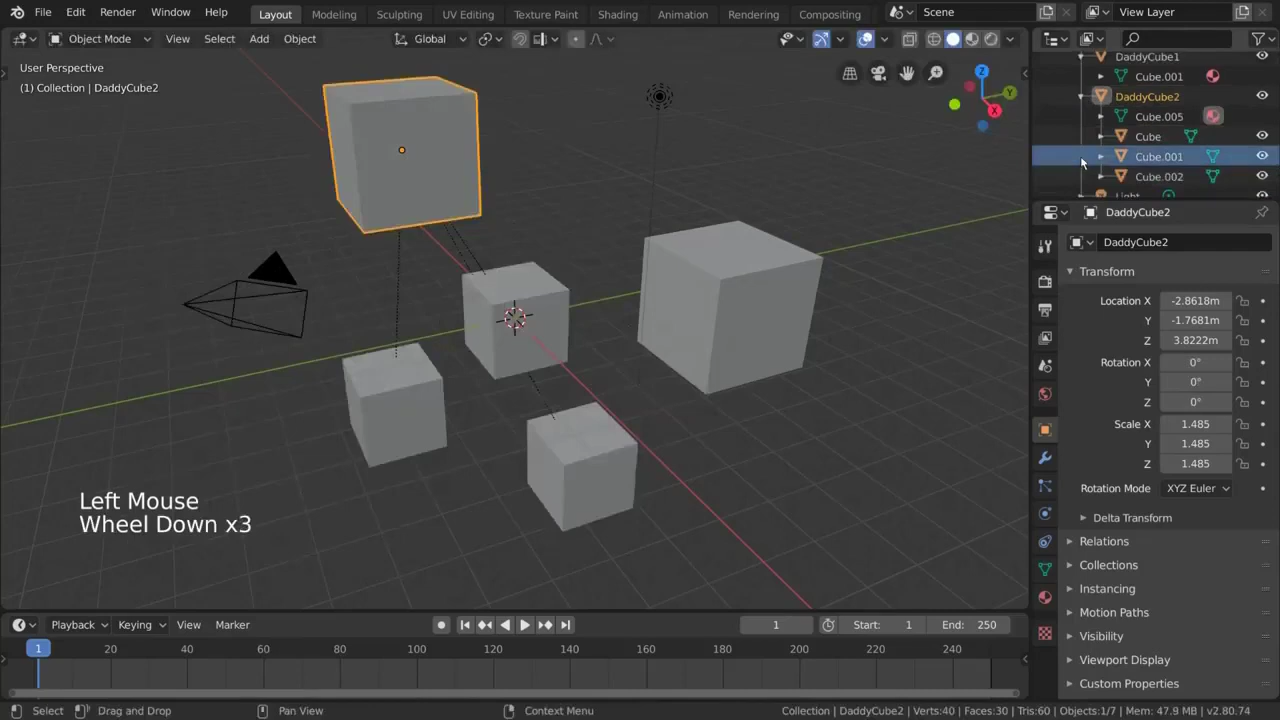 File Edit Render Window Help Layout Modeling Sculpting UV Editing Texture Paint Shading Animation Rendering Compositing Scene View Layer
Object Mode View Select Add Object Global
User Perspective
(1) Collection | DaddyCube2
Z
Y
X
DaddyCube1
Cube.001
DaddyCube2
Cube.005
Cube
Cube.001
Cube.002
Light
DaddyCube2
DaddyCube2
Transform
Location X -2.8618m
Y -1.7681m
Z 3.8222m
Rotation X 0°
Y 0°
Z 0°
Scale X 1.485
Y 1.485
Z 1.485
Rotation Mode XYZ Euler
Delta Transform
Relations
Collections
Instancing
Motion Paths
Visibility
Viewport Display
Custom Properties
Left Mouse
Wheel Down x3
Playback Keying View Marker 1 Start: 1 End: 250
1 20 40 60 80 100 120 140 160 180 200 220 240
Select Drag and Drop Pan View Context Menu Collection | DaddyCube2 | Verts:40 | Faces:30 | Tris:60 | Objects:1/7 | Mem: 47.9 MB | v2.80.74